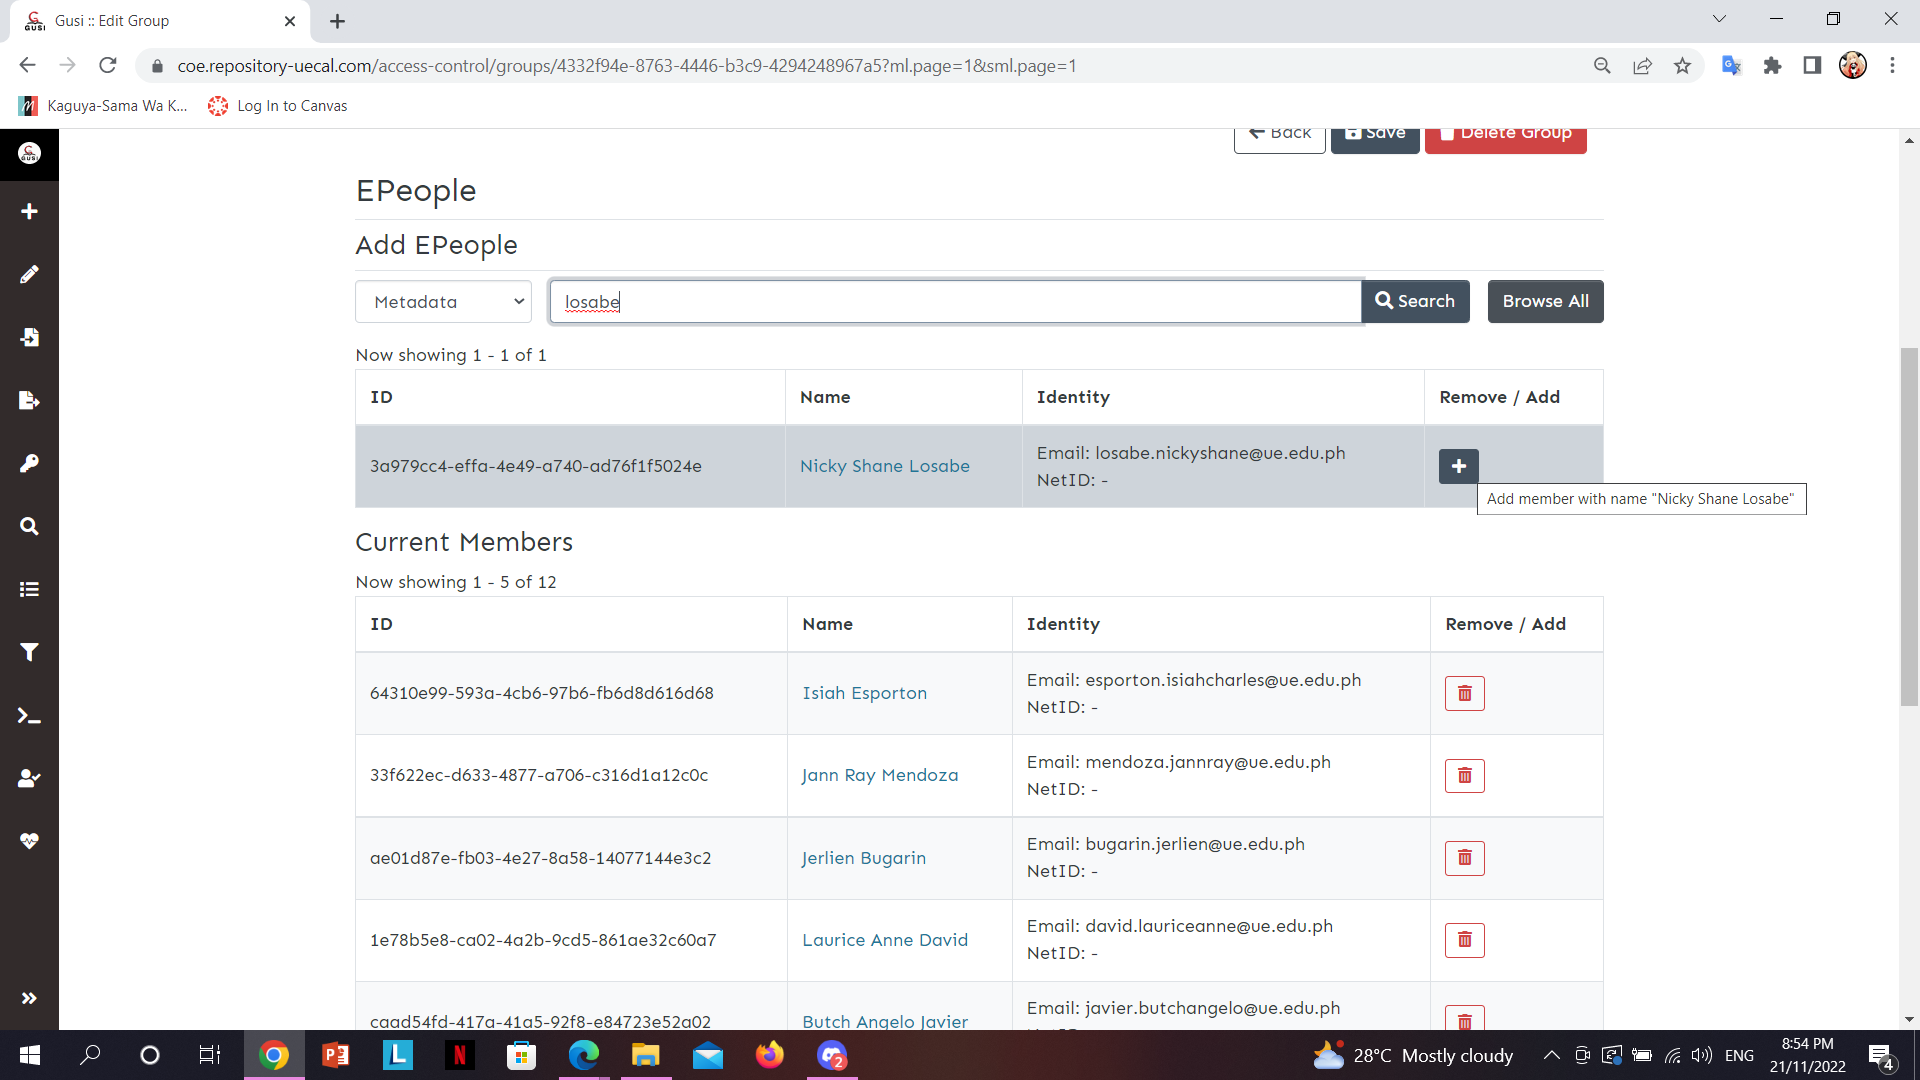 Gusi :: Edit Group
coe.repository-uecal.com/access-control/groups/4332f94e-8763-4446-b3c9-4294248967a5?ml.page=1&sml.page=1
Kaguya-Sama Wa K... Log In to Canvas
GUSI
Back Save Delete Group
EPeople
Add EPeople
Metadata losabe Search Browse All
Now showing 1 - 1 of 1
ID Name Identity Remove / Add
3a979cc4-effa-4e49-a740-ad76f1f5024e Nicky Shane Losabe Email: losabe.nickyshane@ue.edu.ph
NetID: -
Add member with name "Nicky Shane Losabe"
Current Members
Now showing 1 - 5 of 12
ID Name Identity Remove / Add
64310e99-593a-4cb6-97b6-fb6d8d616d68 Isiah Esporton Email: esporton.isiahcharles@ue.edu.ph
NetID: -
33f622ec-d633-4877-a706-c316d1a12c0c Jann Ray Mendoza Email: mendoza.jannray@ue.edu.ph
NetID: -
ae01d87e-fb03-4e27-8a58-14077144e3c2 Jerlien Bugarin Email: bugarin.jerlien@ue.edu.ph
NetID: -
1e78b5e8-ca02-4a2b-9cd5-861ae32c60a7 Laurice Anne David Email: david.lauriceanne@ue.edu.ph
NetID: -
caad54fd-417a-41a5-92f8-e84723e52a02 Butch Angelo Javier Email: javier.butchangelo@ue.edu.ph
28°C Mostly cloudy ENG 8:54 PM
21/11/2022 4